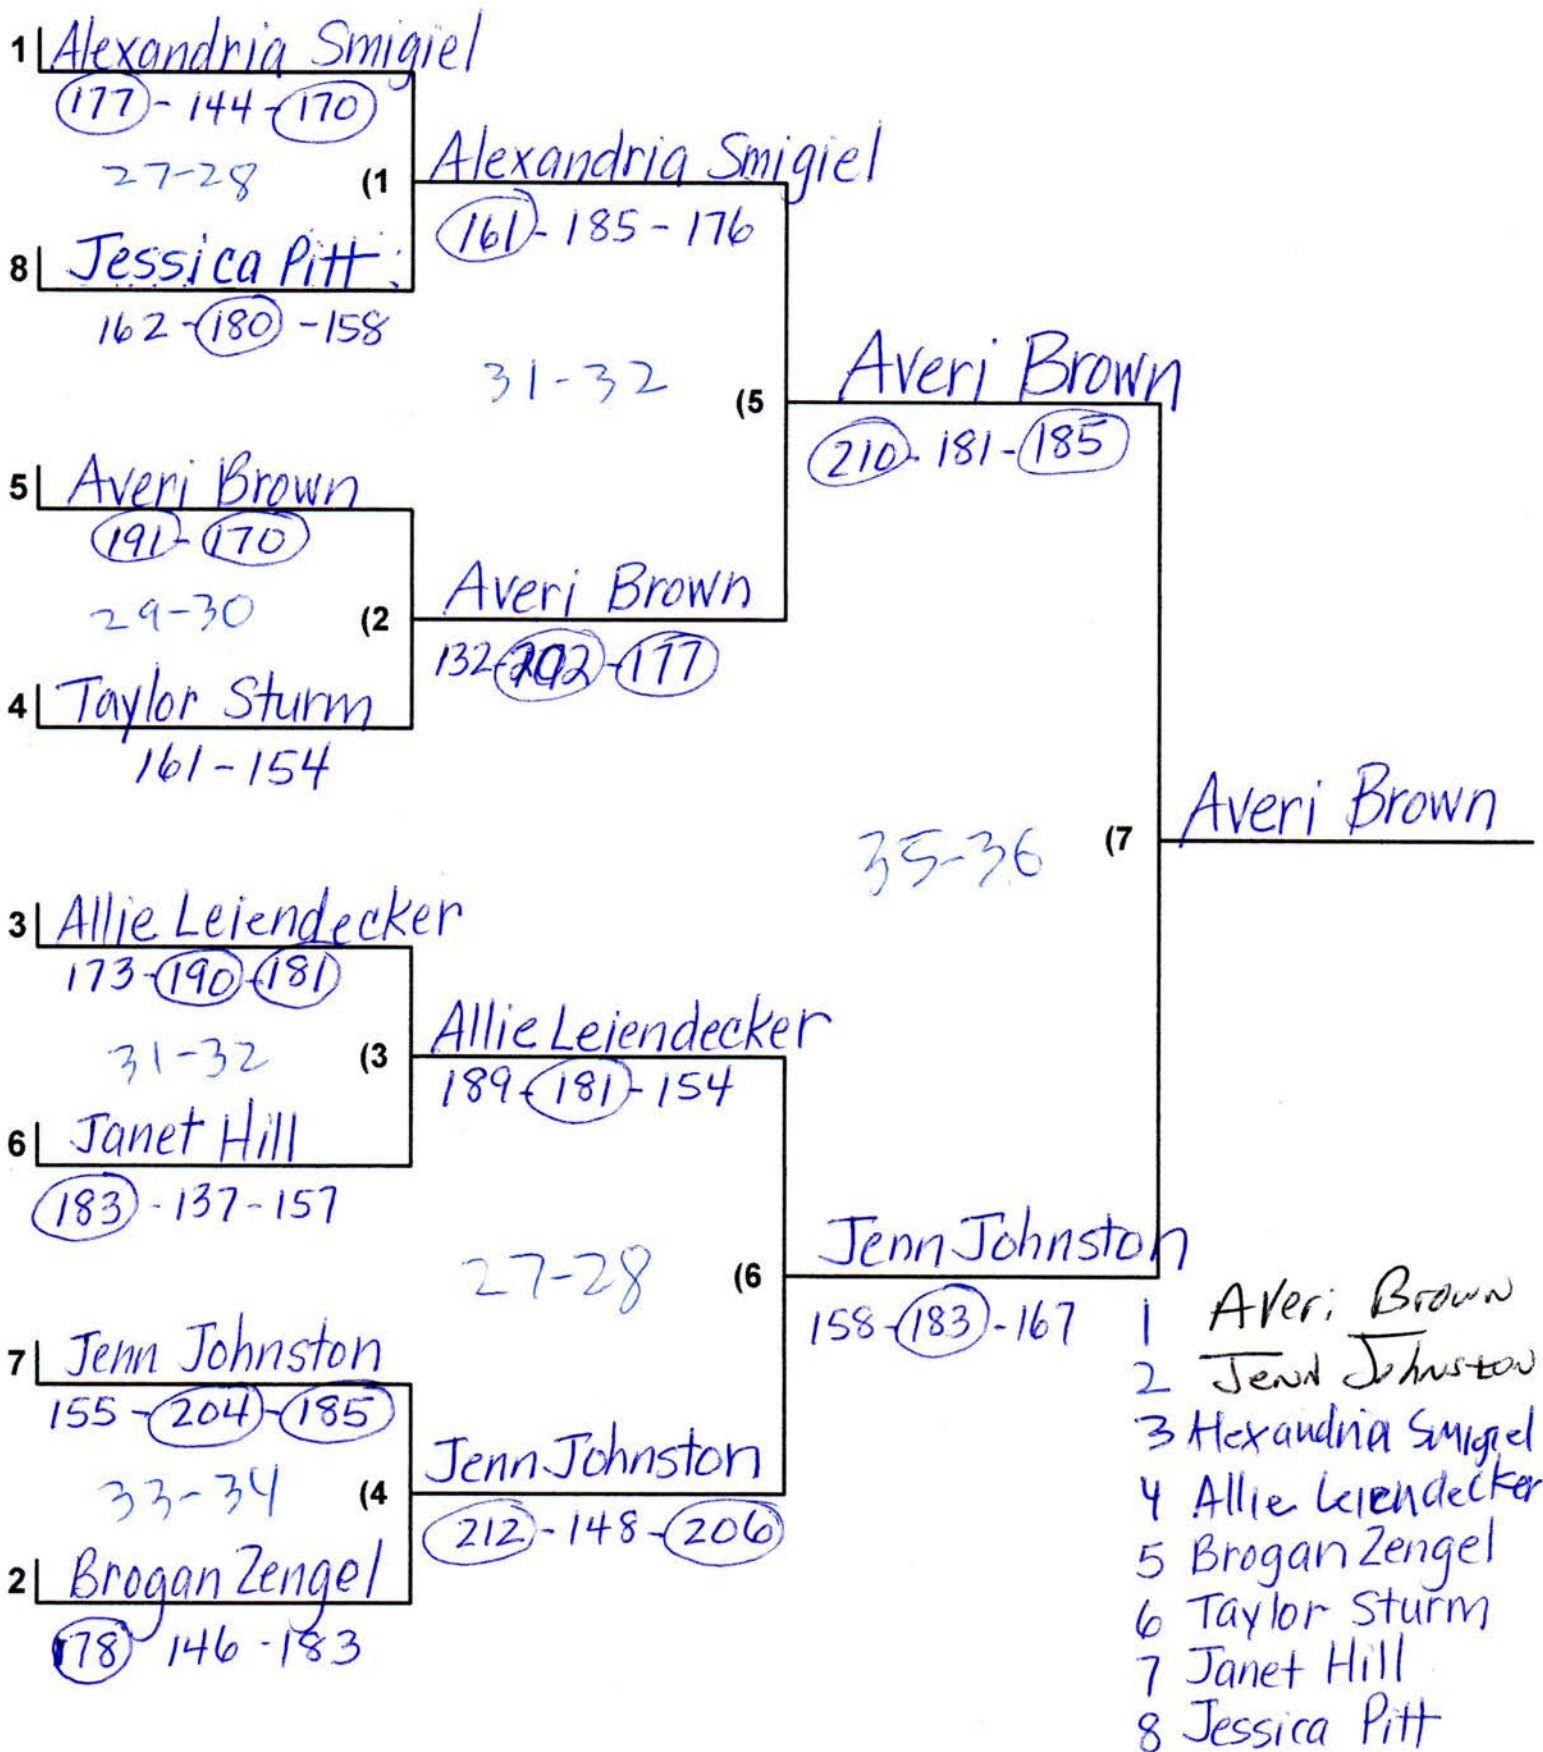 1 Alexandria Smigiel
177 - 144 - 170
27-28 (1
8 Jessica Pitt
162 - 180 - 158
Alexandria Smigiel
161 - 185 - 176
31-32 (5
5 Averi Brown
191 - 170
29-30 (2
4 Taylor Sturm
161 - 154
Averi Brown
132 - 202 - 177
Averi Brown
210 - 181 - 185
35-36 (7
Averi Brown
3 Allie Leiendecker
173 - 190 - 181
31-32 (3
6 Janet Hill
183 - 137 - 157
Allie Leiendecker
189 - 181 - 154
27-28 (6
7 Jenn Johnston
155 - 204 - 185
33-34 (4
2 Brogan Zengel
178 146 - 183
Jenn Johnston
212 - 148 - 206
Jenn Johnston
158 - 183 - 167
1 Averi Brown
2 Jenn Johnston
3 Alexandria Smigiel
4 Allie Leiendecker
5 Brogan Zengel
6 Taylor Sturm
7 Janet Hill
8 Jessica Pitt